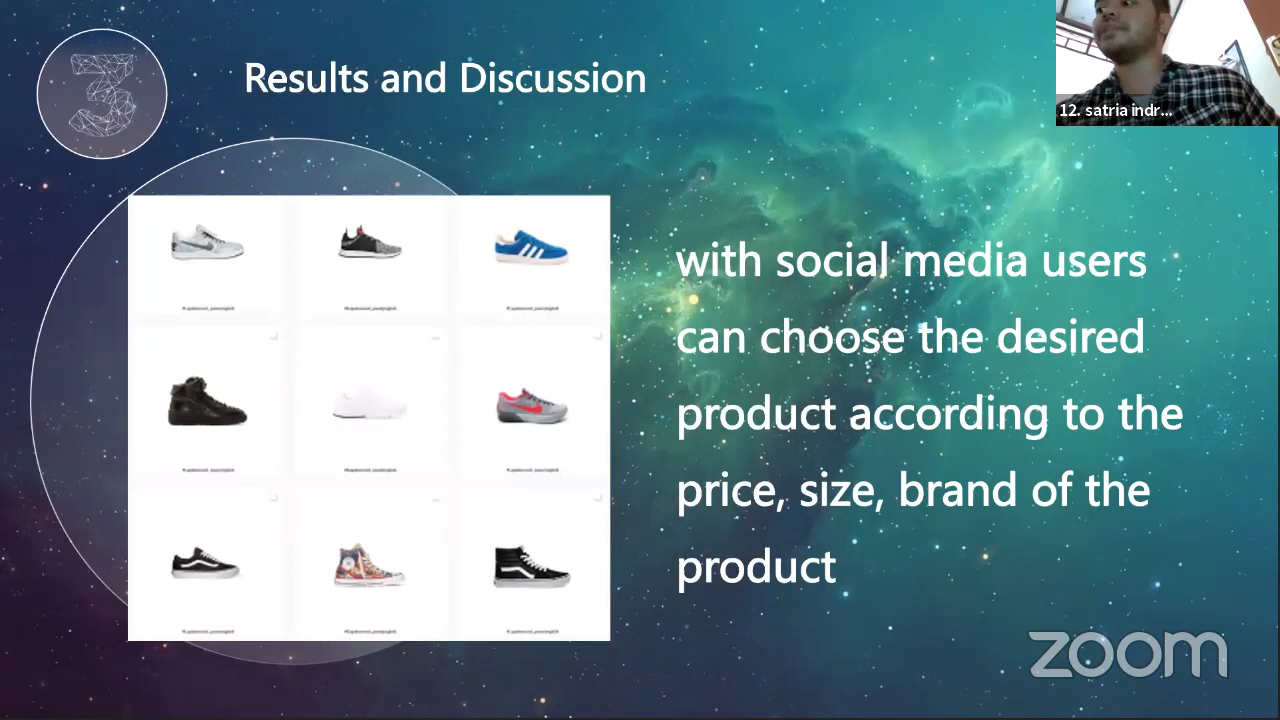 3
Results and Discussion
12. satria indr...
with social media users
can choose the desired
product according to the
price, size, brand of the
product
zoom